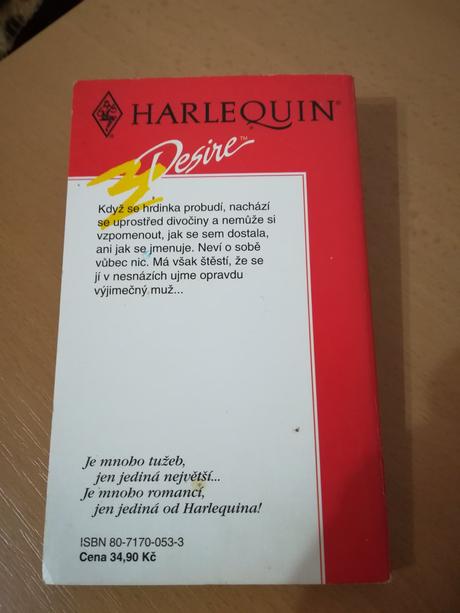 HARLEQUIN®
Desire™
Když se hrdinka probudí, nachází
se uprostřed divočiny a nemůže si
vzpomenout, jak se sem dostala,
ani jak se jmenuje. Neví o sobě
vůbec nic. Má však štěstí, že se
jí v nesnázích ujme opravdu
výjimečný muž...
Je mnoho tužeb,
jen jediná největší...
Je mnoho romancí,
jen jediná od Harlequina!
ISBN 80-7170-053-3
Cena 34,90 Kč